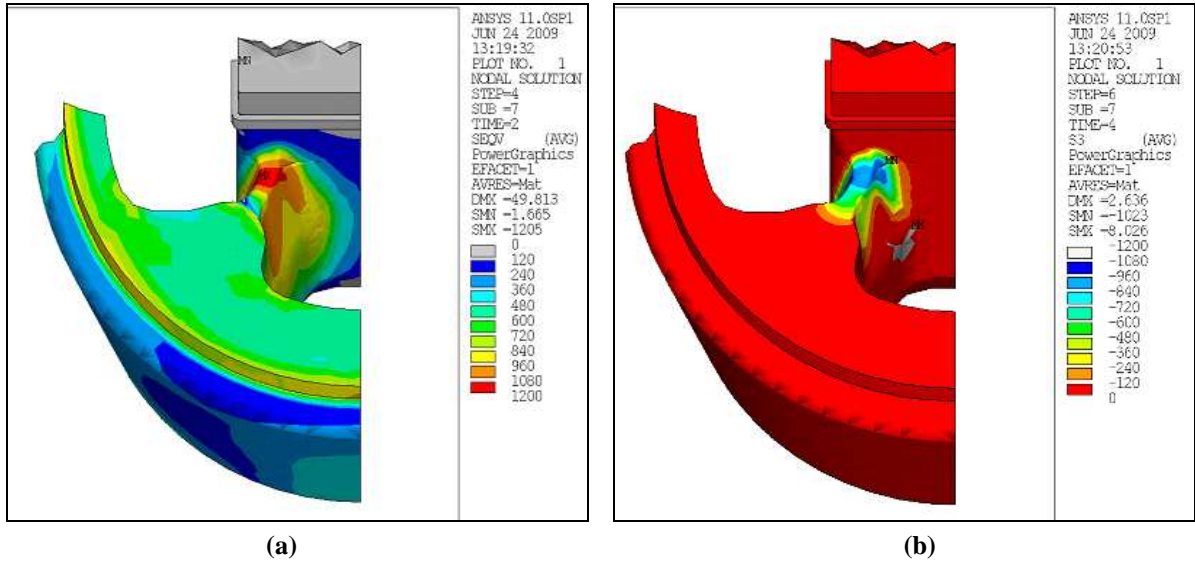 ANSYS 11.0SP1
JUN 24 2009
13:19:32
PLOT NO. 1
NODAL SOLUTION
STEP=4
SUB =7
TIME=2
SEQV (AVG)
PowerGraphics
EFACET=1
AVRES=Mat
DMX =49.813
SMN =1.665
SMX =1205
0
120
240
360
480
600
720
840
960
1080
1200
MN
MX
(a)
ANSYS 11.0SP1
JUN 24 2009
13:20:53
PLOT NO. 1
NODAL SOLUTION
STEP=6
SUB =7
TIME=4
S3 (AVG)
PowerGraphics
EFACET=1
AVRES=Mat
DMX =2.636
SMN =-1023
SMX =8.026
-1200
-1080
-960
-840
-720
-600
-480
-360
-240
-120
0
MN
MX
(b)